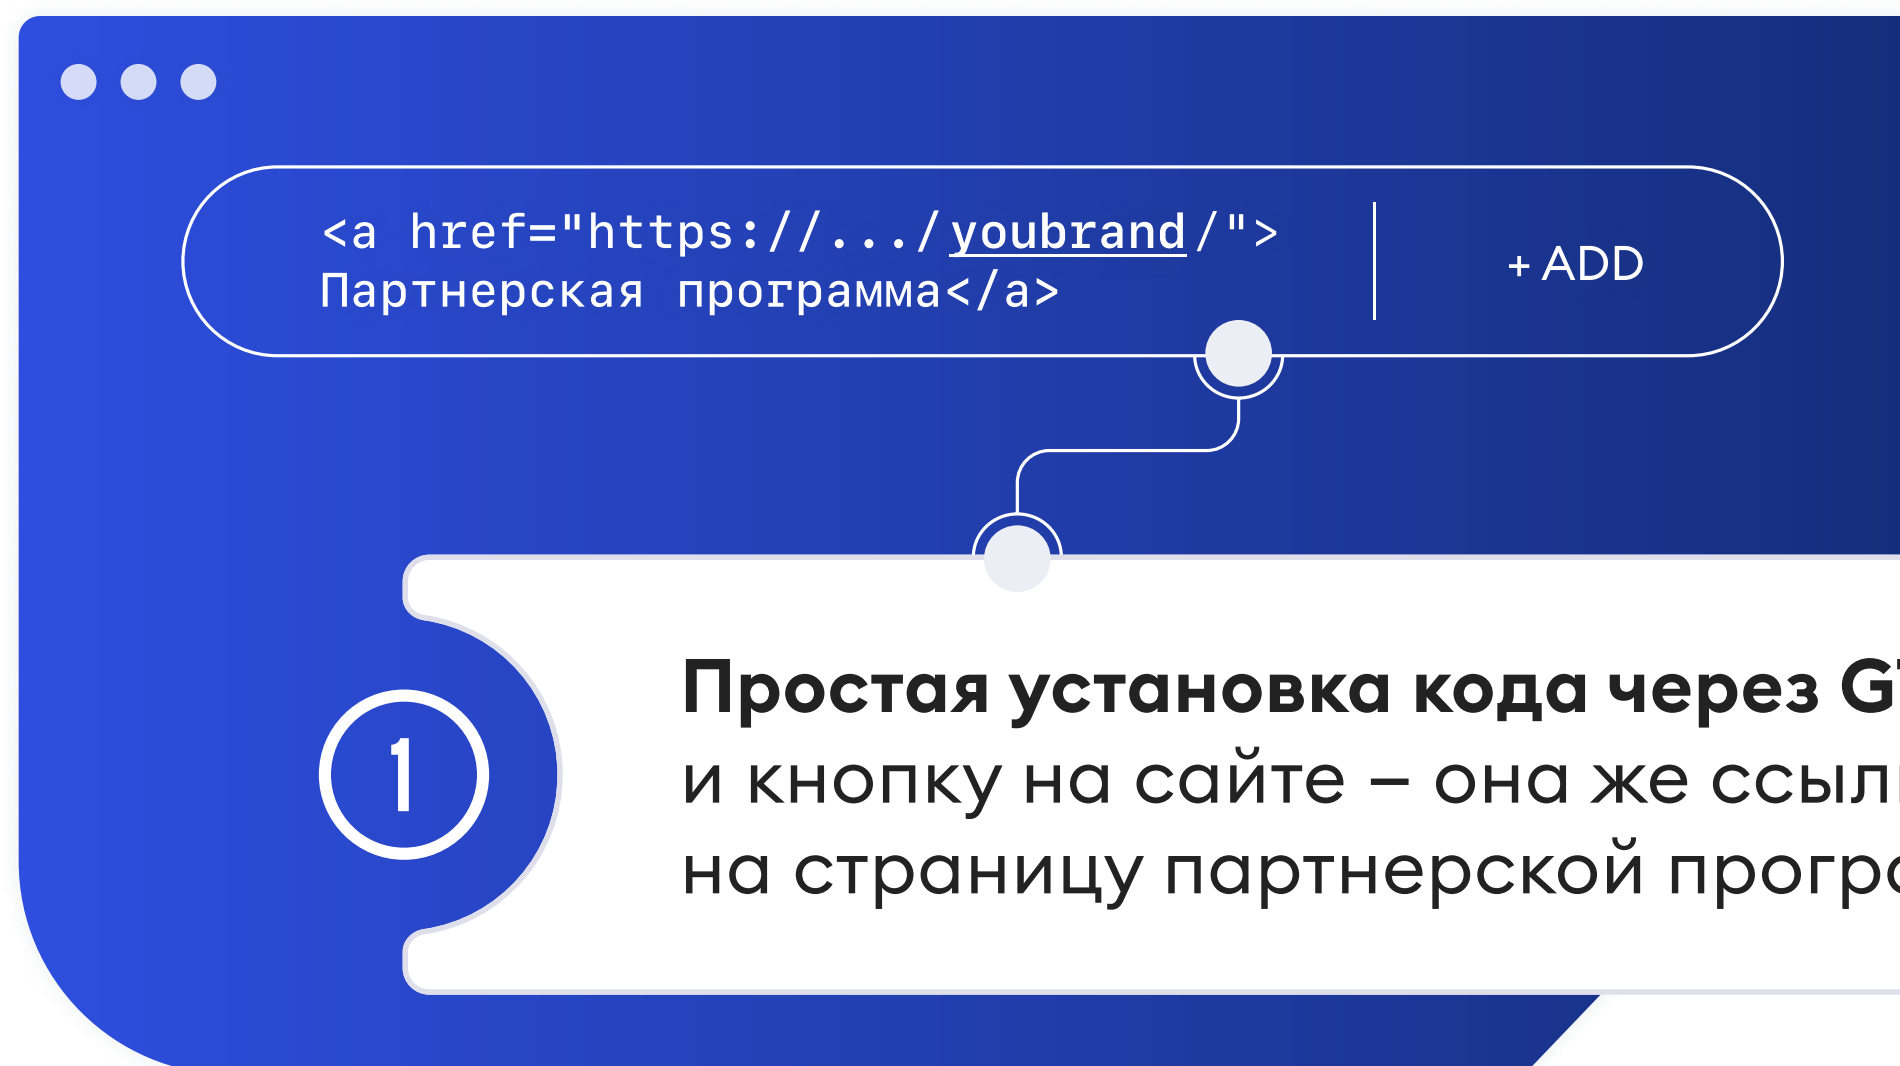 <a href="https://.../youbrand/">
Партнерская программа</a>
+ ADD
1
Простая установка кода через
и кнопку на сайте – она же
на страницу партнерской